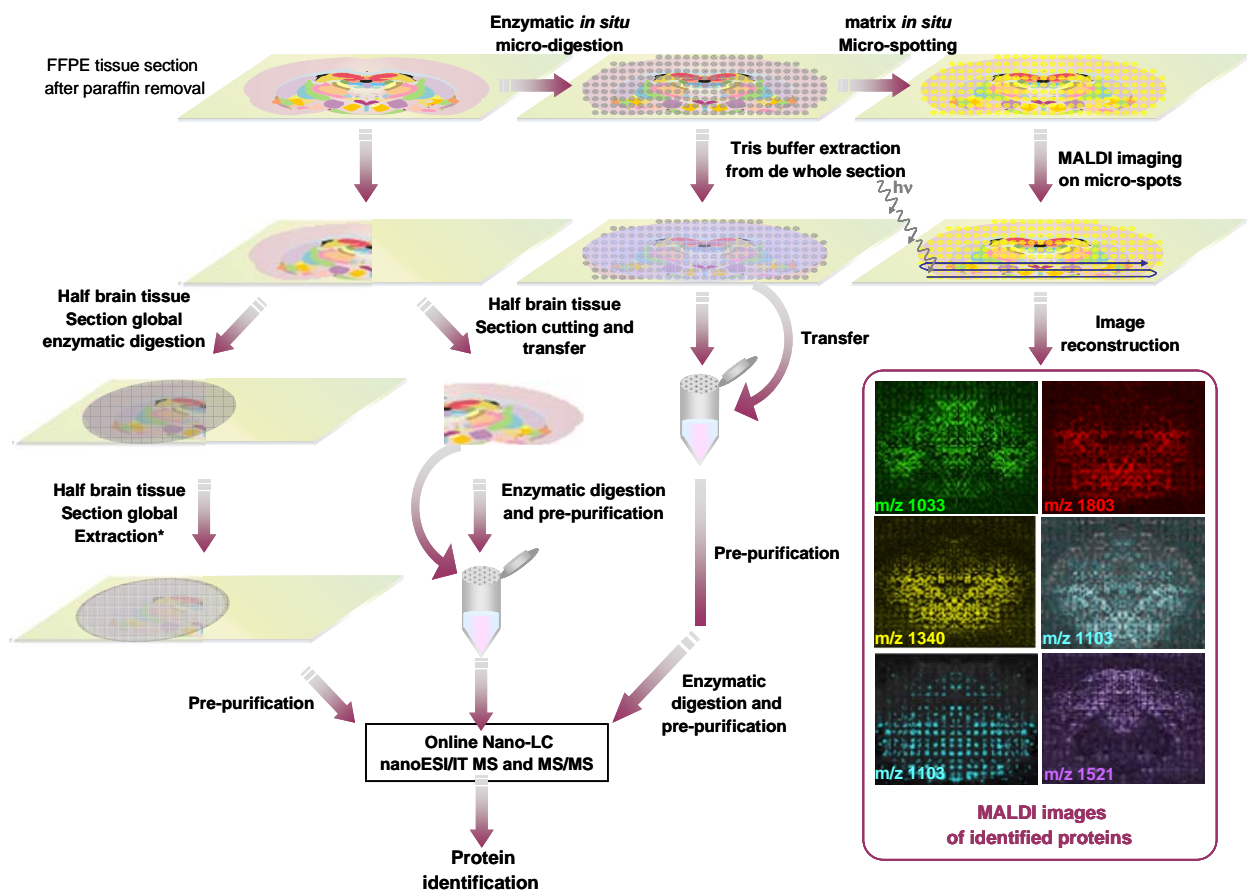 Enzymatic in situ
micro-digestion
matrix in situ
Micro-spotting
FFPE tissue section
after paraffin removal
Tris buffer extraction
from de whole section
MALDI imaging
on micro-spots
hν
Half brain tissue
Section global
enzymatic digestion
Half brain tissue
Section cutting and
transfer
Transfer
Image
reconstruction
Half brain tissue
Section global
Extraction*
Enzymatic digestion
and pre-purification
Pre-purification
m/z 1033
m/z 1803
m/z 1340
m/z 1103
m/z 1103
m/z 1521
Pre-purification
Enzymatic
digestion and
pre-purification
Online Nano-LC
nanoESI/IT MS and MS/MS
MALDI images
of identified proteins
Protein
identification